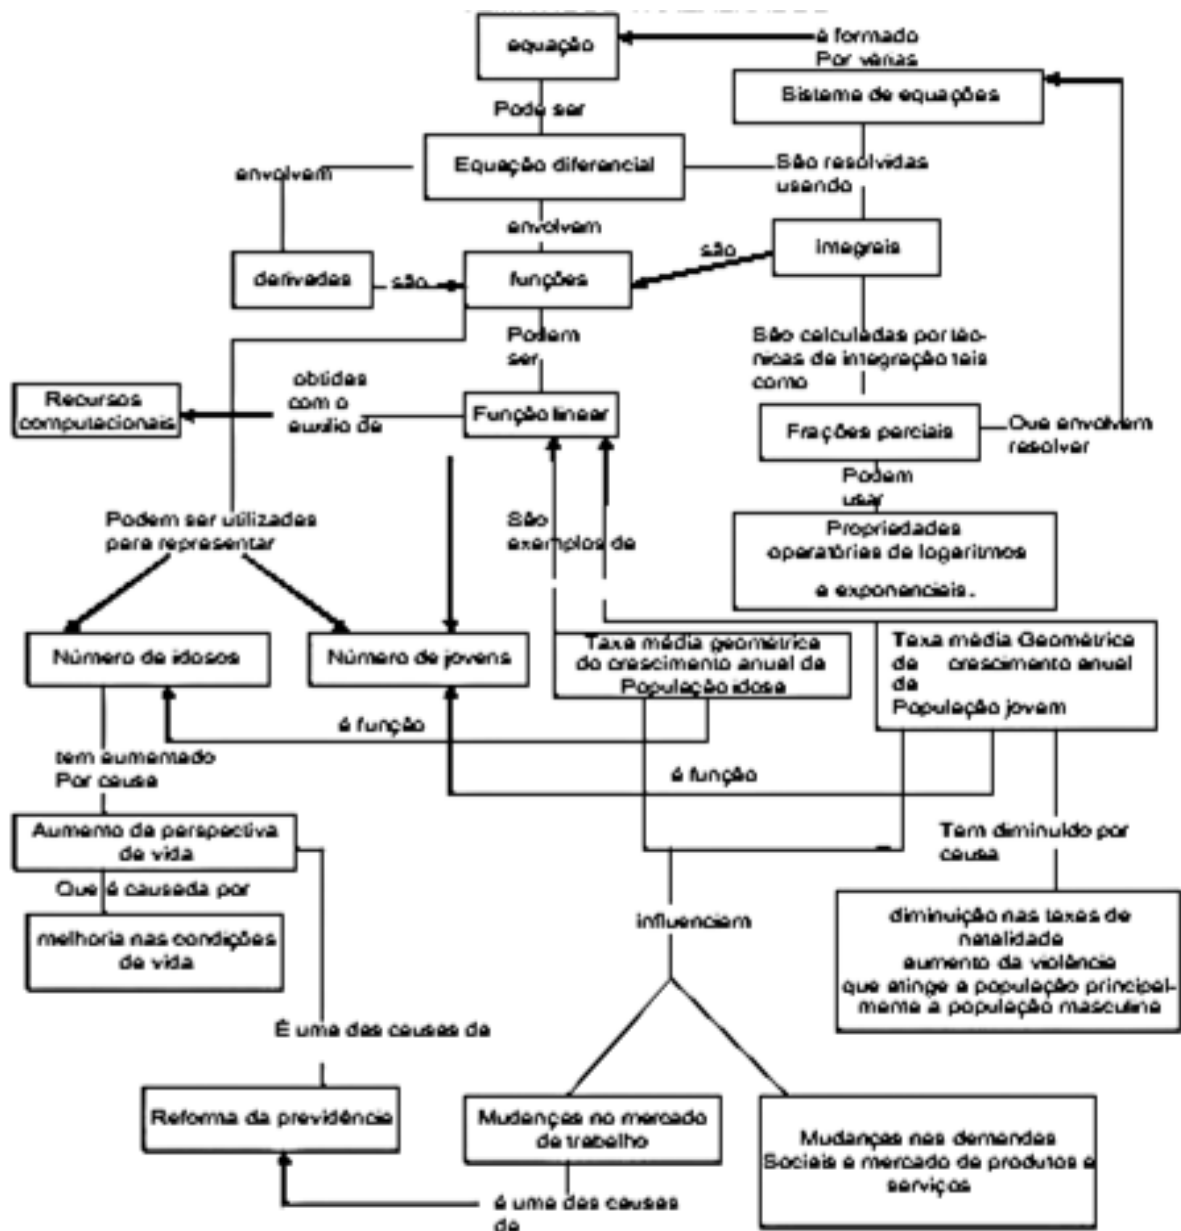 equação
é formado
Por várias
Sistema de equações
Pode ser
Equação diferencial
São resolvidas
usando
envolvem
envolvem
integrais
são
derivadas
são
funções
Podem
ser
São calculadas por téc-
nicas de integração tais
como
Recursos
computacionais
obtidas
com o
auxílio de
Função linear
Frações parciais
Que envolvem
resolver
Podem
usar
Podem ser utilizadas
para representar
São
exemplos de
Propriedades
operatórias de logaritmos
e exponenciais.
Número de idosos
Número de jovens
Taxa média geométrica
do crescimento anual da
População idosa
Taxa média Geométrica
de crescimento anual
da
População jovem
é função
tem aumentado
Por causa
é função
Aumento da perspectiva
de vida
Tem diminuído por
causa
Que é causada por
melhoria nas condições
de vida
influenciam
diminuição nas taxas de
natalidade
aumento da violência
que atinge a população principal-
mente a população masculina
É uma das causas de
Reforma da previdência
Mudanças no mercado
de trabalho
Mudanças nas demandas
Sociais e mercado de produtos e
serviços
é uma das causas
de